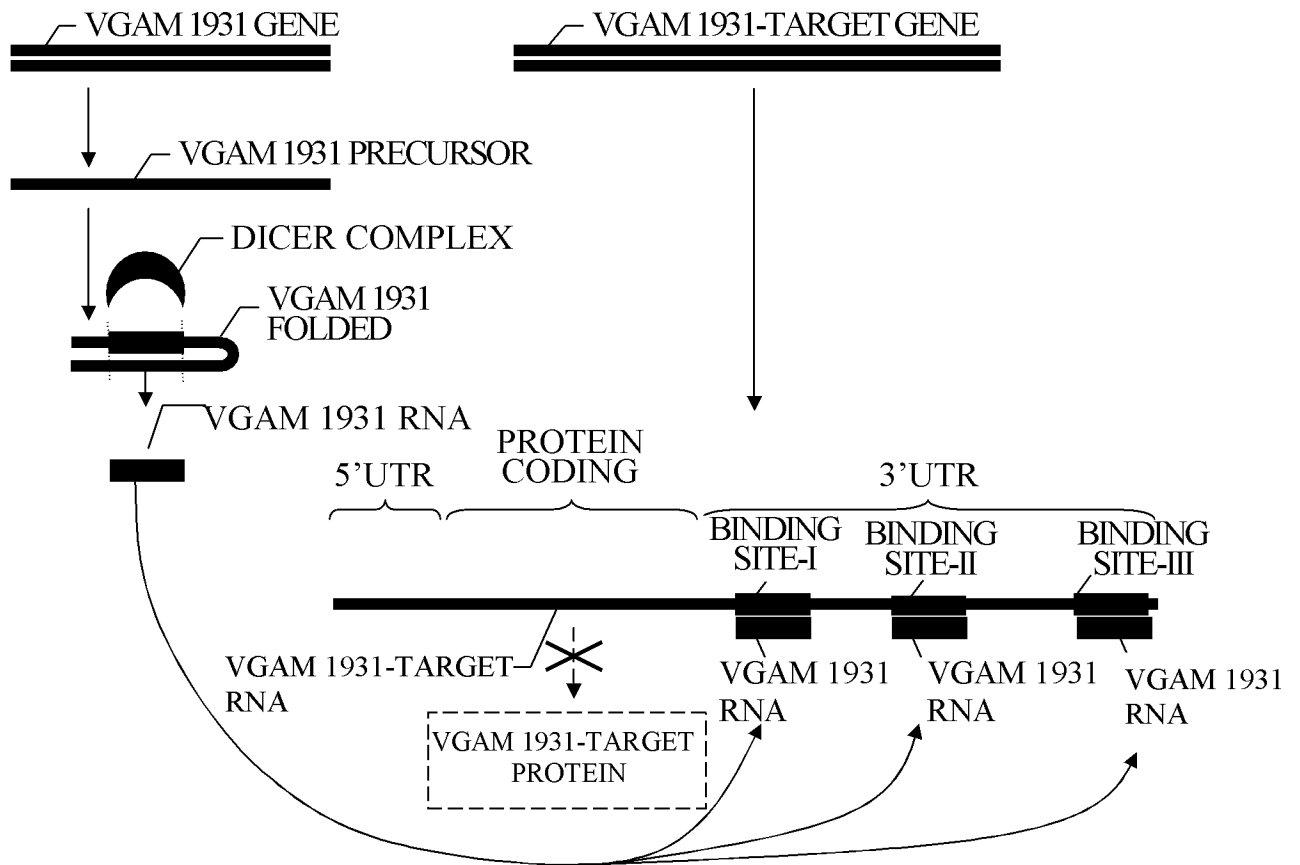 VGAM 1931 GENE
VGAM 1931-TARGET GENE
VGAM 1931 PRECURSOR
DICER COMPLEX
VGAM 1931
FOLDED
VGAM 1931 RNA
5’UTR
PROTEIN
CODING
3’UTR
BINDING
SITE-I
BINDING
SITE-II
BINDING
SITE-III
VGAM 1931-TARGET
RNA
VGAM 1931
RNA
VGAM 1931
RNA
VGAM 1931
RNA
VGAM 1931-TARGET
PROTEIN